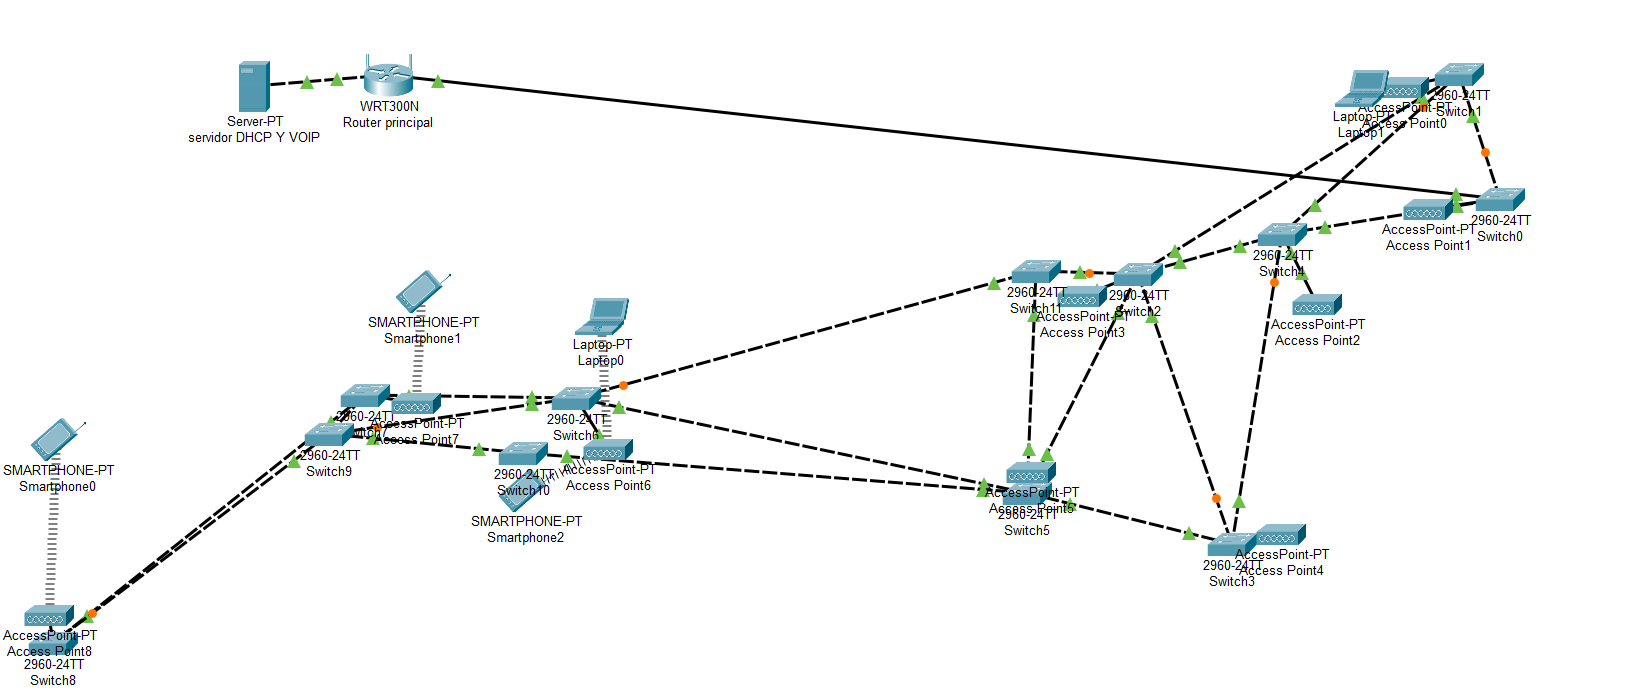 Server-PT
servidor DHCP Y VOIP
WRT300N
Router principal
Laptop-PT
Laptop1
AccessPoint-PT
Access Point0
2960-24TT
Switch1
AccessPoint-PT
Access Point1
2960-24TT
Switch0
2960-24TT
Switch4
AccessPoint-PT
Access Point2
2960-24TT
Switch11
AccessPoint-PT
Access Point3
2960-24TT
Switch2
SMARTPHONE-PT
Smartphone1
Laptop-PT
Laptop0
2960-24TT
Switch7
AccessPoint-PT
Access Point7
2960-24TT
Switch6
2960-24TT
Switch9
2960-24TT
Switch10
AccessPoint-PT
Access Point6
SMARTPHONE-PT
Smartphone0
SMARTPHONE-PT
Smartphone2
AccessPoint-PT
Access Point5
2960-24TT
Switch5
AccessPoint-PT
Access Point4
2960-24TT
Switch3
AccessPoint-PT
Access Point8
2960-24TT
Switch8